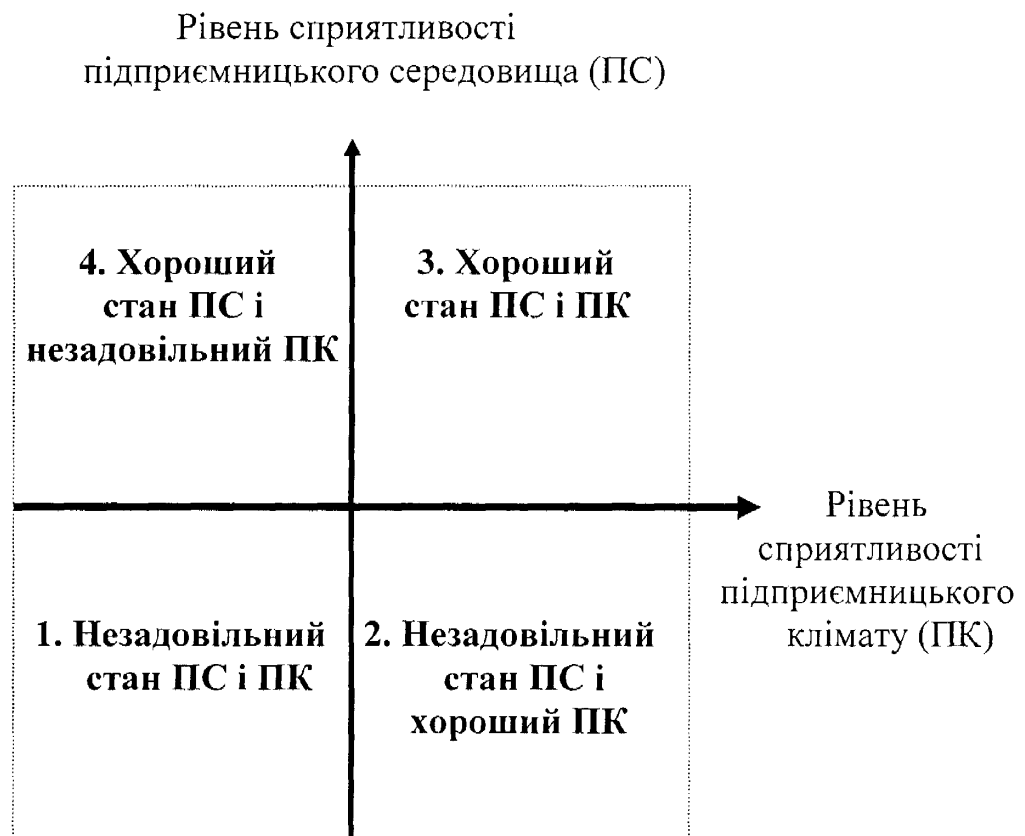 Рівень сприятливості
підприємницького середовища (ПС)
4. Хороший
стан ПС і
незадовільний ПК
3. Хороший
стан ПС і ПК
Рівень
сприятливості
підприємницького
клімату (ПК)
1. Незадовільний
стан ПС і ПК
2. Незадовільний
стан ПС і
хороший ПК